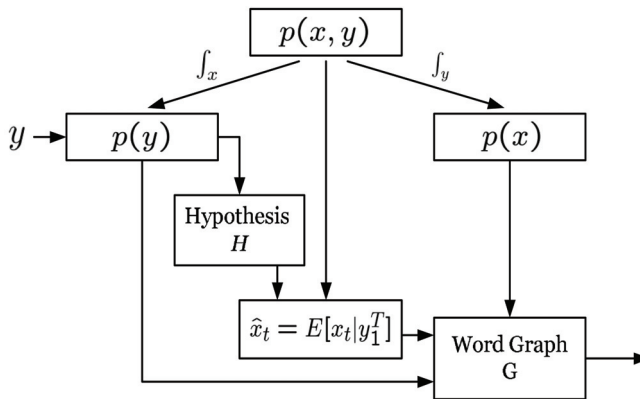 p(x, y)
∫x
∫y
y
p(y)
p(x)
Hypothesis
H
x̂t = E[xt|y1T]
Word Graph
G